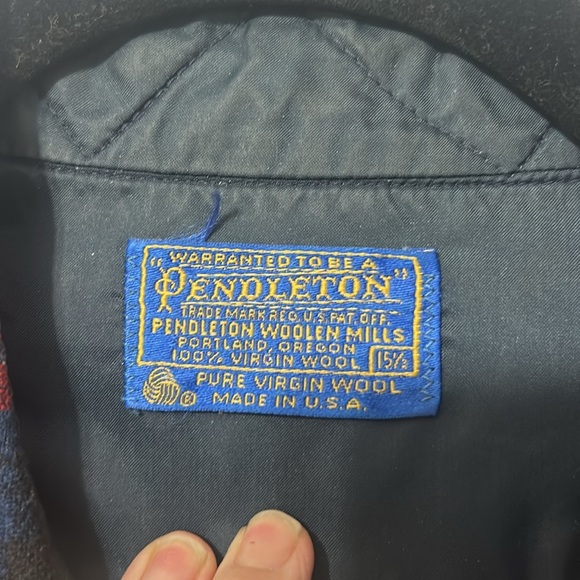 WARRANTED TO BE A
"PENDLETON"
TRADE MARK REG. U.S. PAT. OFF.
PENDLETON WOOLEN MILLS
PORTLAND, OREGON
100% VIRGIN WOOL 15½
® PURE VIRGIN WOOL
MADE IN U.S.A.